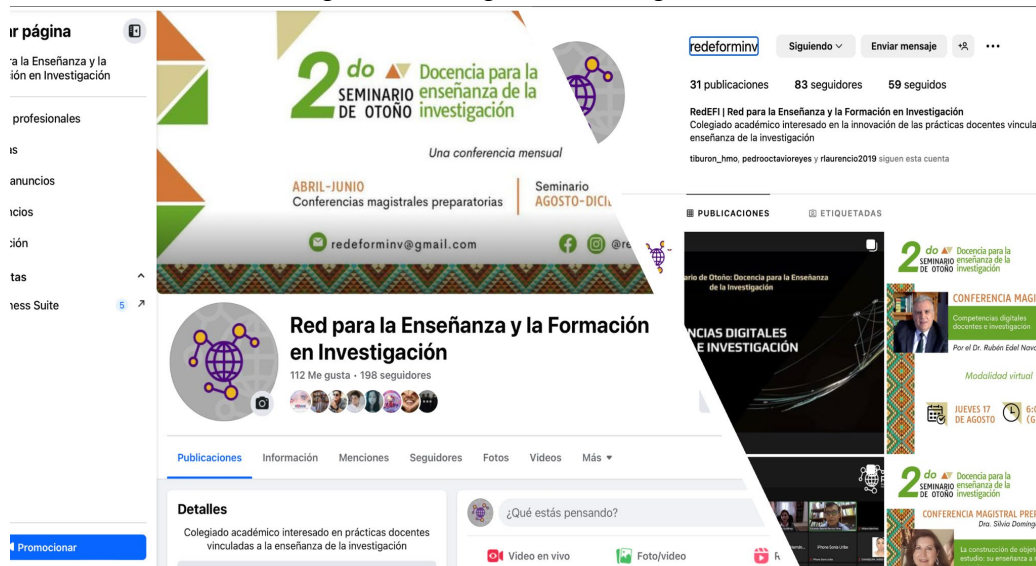 página
ra la Enseñanza y la
en Investigación
profesionales
anuncios
ness Suite 5
Promocionar
2do Docencia para la
SEMINARIO enseñanza de la
DE OTOÑO investigación
Una conferencia mensual
ABRIL-JUNIO
Conferencias magistrales preparatorias
Seminario
AGOSTO-DICI
redeforminv@gmail.com
@re
Red para la Enseñanza y la Formación
en Investigación
112 Me gusta • 198 seguidores
Publicaciones Información Menciones Seguidores Fotos Videos Más
Detalles
Colegiado académico interesado en prácticas docentes
vinculadas a la enseñanza de la investigación
¿Qué estás pensando?
Video en vivo Foto/video R
redeforminv Siguiendo Enviar mensaje
31 publicaciones 83 seguidores 59 seguidos
RedEFI | Red para la Enseñanza y la Formación en Investigación
Colegiado académico interesado en la innovación de las prácticas docentes vincula
enseñanza de la investigación
tiburon_hmo, pedrooctavioreyes y rlaurencio2019 siguen esta cuenta
PUBLICACIONES ETIQUETADAS
ario de Otoño: Docencia para la Enseñanza
de la Investigación
NCIAS DIGITALES
E INVESTIGACIÓN
2do Docencia para la
SEMINARIO enseñanza de la
DE OTOÑO investigación
CONFERENCIA MAGI
Competencias digitales
docentes e investigación
Por el Dr. Rubén Edel Nava
Modalidad virtual
JUEVES 17
DE AGOSTO
6:0
(G
2do Docencia para la
SEMINARIO enseñanza de la
DE OTOÑO investigación
CONFERENCIA MAGISTRAL PREP
Dra. Silvia Doming
La construcción de objet
estudio: su enseñanza a